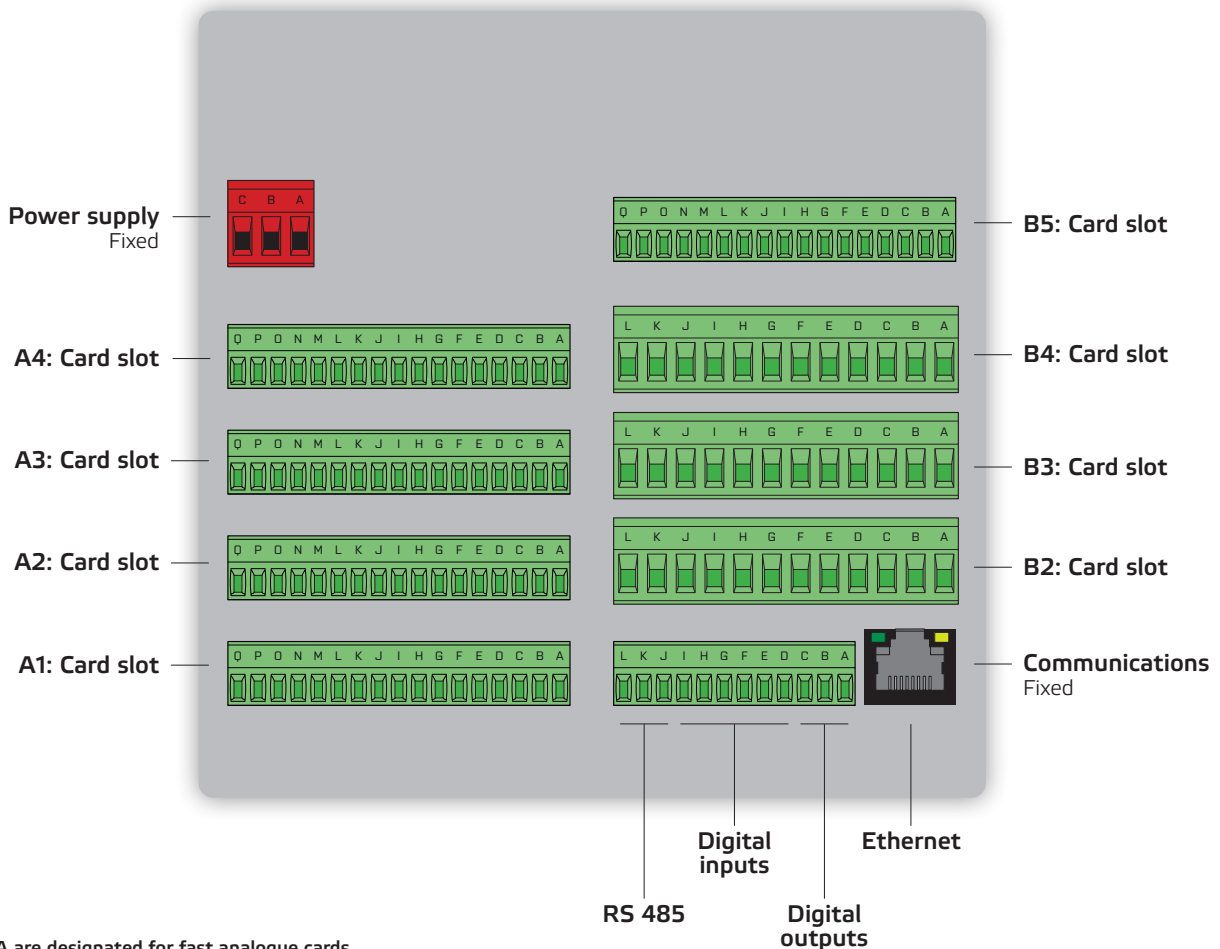 C B A
Power supply
Fixed
Q P O N M L K J I H G F E D C B A
A4: Card slot
Q P O N M L K J I H G F E D C B A
A3: Card slot
Q P O N M L K J I H G F E D C B A
A2: Card slot
Q P O N M L K J I H G F E D C B A
A1: Card slot
Q P O N M L K J I H G F E D C B A
B5: Card slot
L K J I H G F E D C B A
B4: Card slot
L K J I H G F E D C B A
B3: Card slot
L K J I H G F E D C B A
B2: Card slot
L K J I H G F E D C B A
Communications
Fixed
RS 485
Digital
inputs
Digital
outputs
Ethernet
A are designated for fast analogue cards